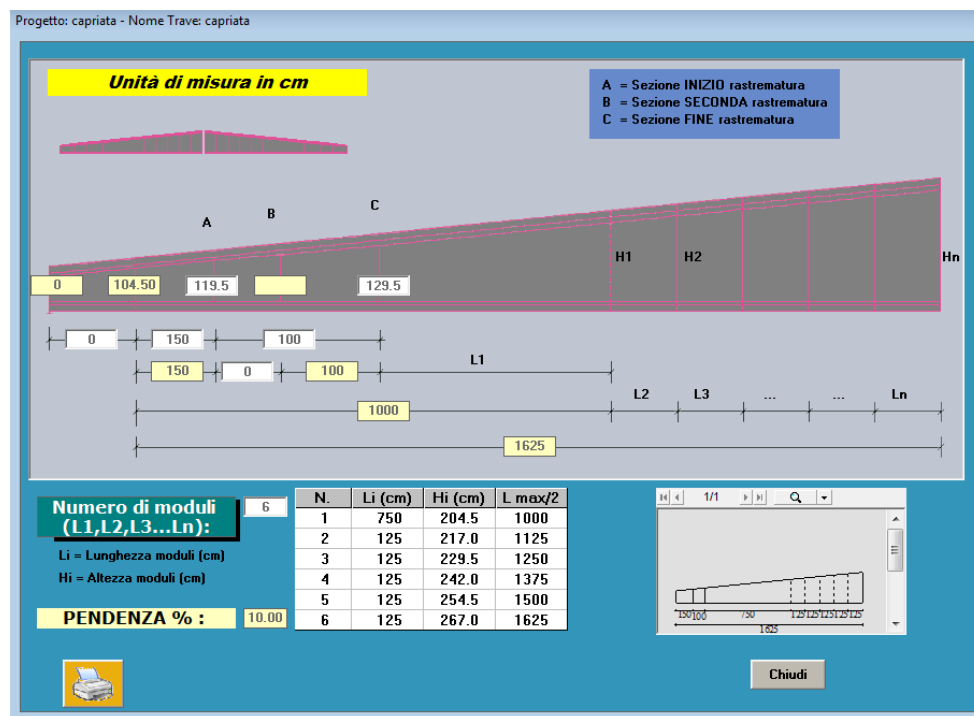 Progetto: capriata - Nome Trave: capriata
Unità di misura in cm
A = Sezione INIZIO rastrematura
B = Sezione SECONDA rastrematura
C = Sezione FINE rastrematura
A
B
C
H1
H2
Hn
0
104.50
119.5
129.5
0
150
100
150
0
100
L1
L2
L3
...
...
Ln
1000
1625
Numero di moduli
(L1,L2,L3...Ln):
6
Li = Lunghezza moduli (cm)
Hi = Altezza moduli (cm)
PENDENZA % :
10.00
N. Li (cm) Hi (cm) L max/2
1 750 204.5 1000
2 125 217.0 1125
3 125 229.5 1250
4 125 242.0 1375
5 125 254.5 1500
6 125 267.0 1625
1/1
150 100 750 125 125 125 125 125
1625
Chiudi